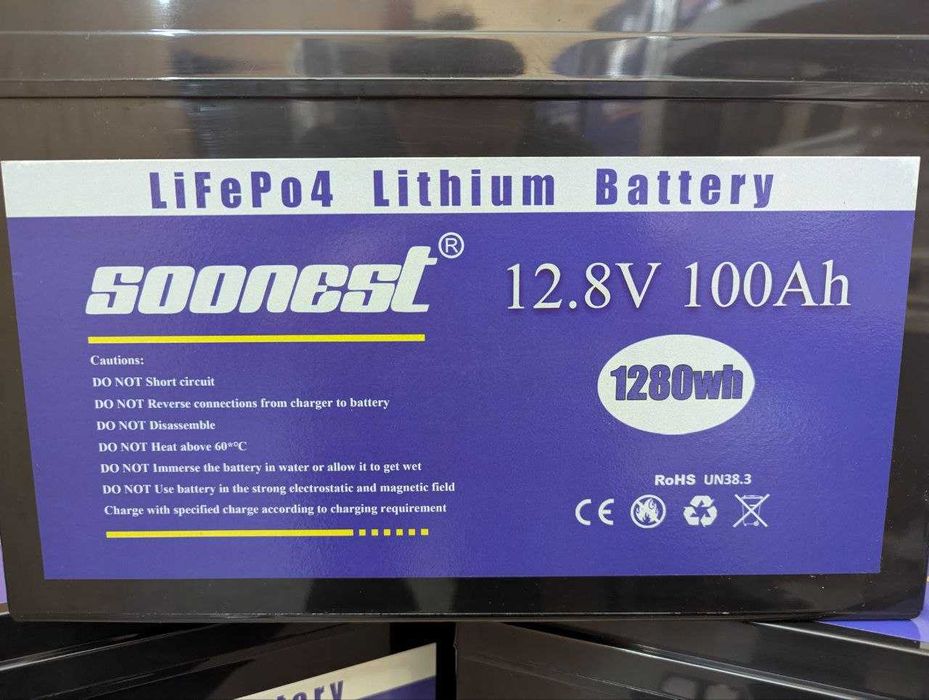 LiFePo4 Lithium Battery
soonest®
12.8V 100Ah
1280wh
Cautions:
DO NOT Short circuit
DO NOT Reverse connections from charger to battery
DO NOT Disassemble
DO NOT Heat above 60*°C
DO NOT Immerse the battery in water or allow it to get wet
DO NOT Use battery in the strong electrostatic and magnetic field
Charge with specified charge according to charging requirement
RoHS UN38.3
CE